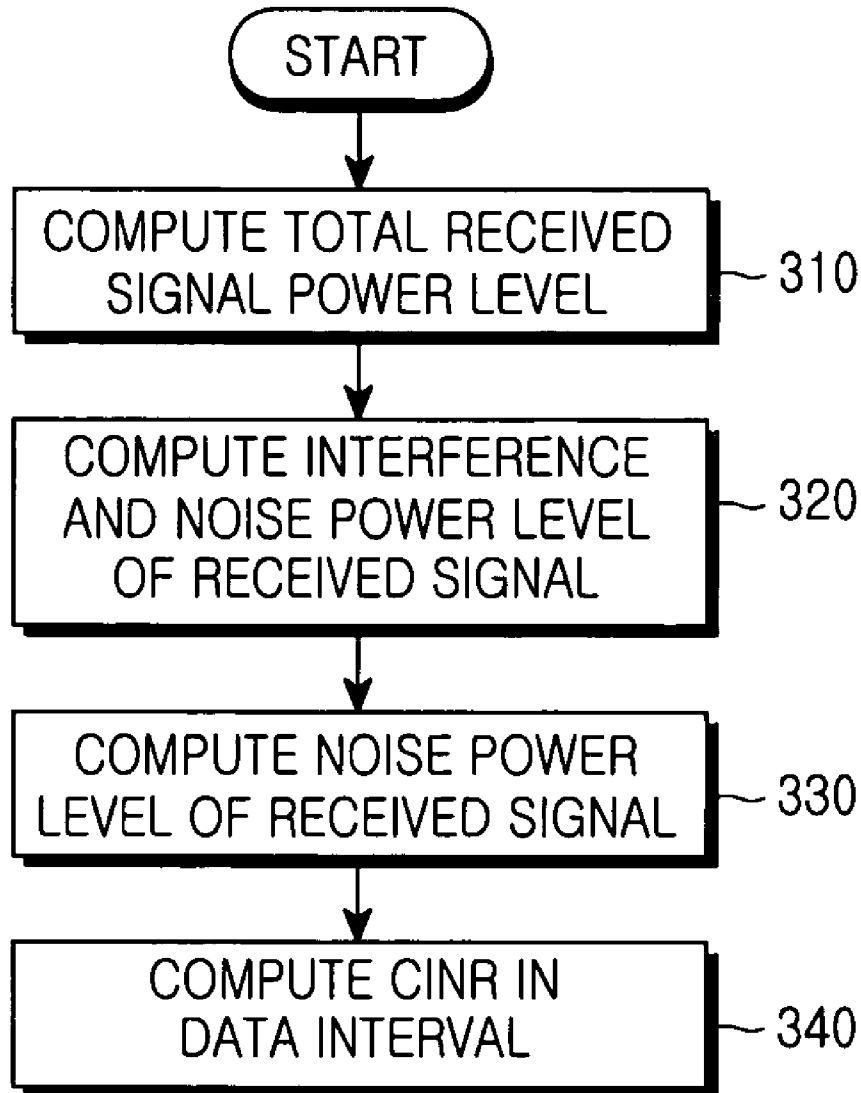 START
COMPUTE TOTAL RECEIVED
SIGNAL POWER LEVEL
310
COMPUTE INTERFERENCE
AND NOISE POWER LEVEL
OF RECEIVED SIGNAL
320
COMPUTE NOISE POWER
LEVEL OF RECEIVED SIGNAL
330
COMPUTE CINR IN
DATA INTERVAL
340